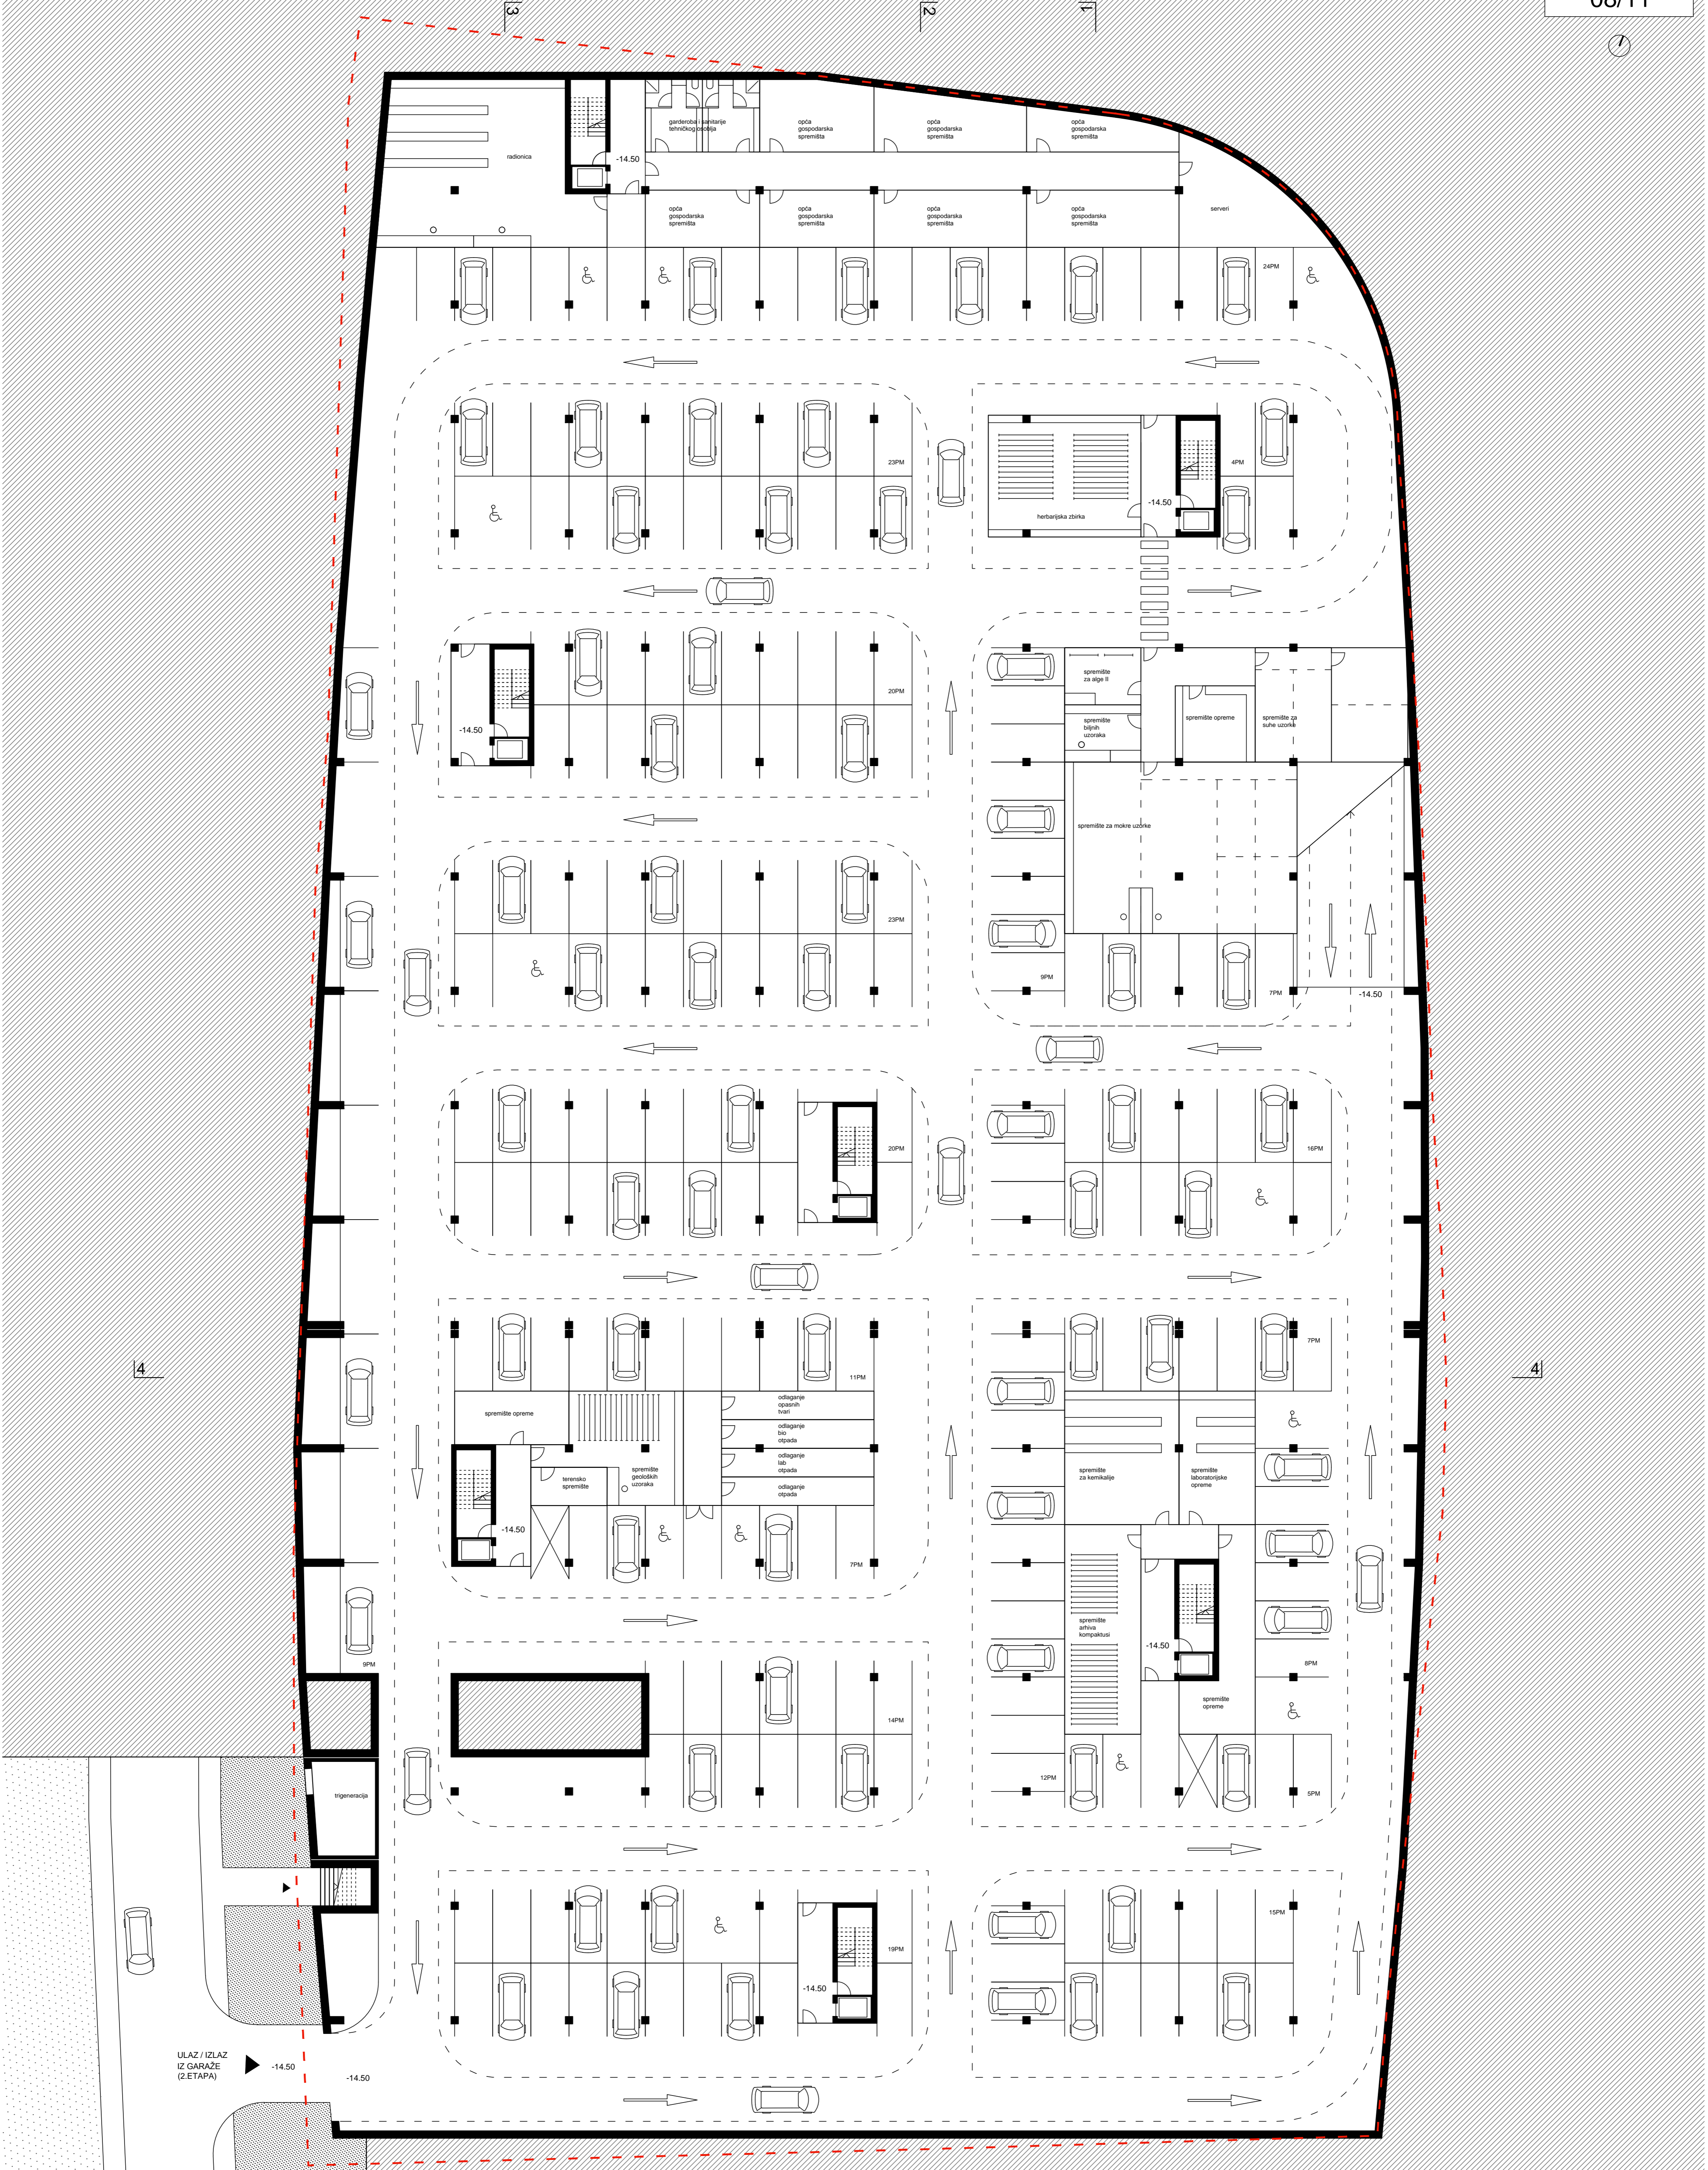 08/11
3
2
1
radionica
-14.50
garderoba i sanitarije
tehničkog osoblja
opća
gospodarska
spremišta
opća
gospodarska
spremišta
opća
gospodarska
spremišta
opća
gospodarska
spremišta
opća
gospodarska
spremišta
opća
gospodarska
spremišta
opća
gospodarska
spremišta
serveri
24PM
23PM
4PM
-14.50
herbarijska zbirka
20PM
-14.50
spremište
za alge II
spremište
biljnih
uzoraka
spremište opreme
spremište za
suhe uzorke
spremište za mokre uzorke
23PM
9PM
7PM
-14.50
20PM
16PM
4
4
11PM
7PM
spremište opreme
odlaganje
opasnih
tvari
odlaganje
bio
otpada
odlaganje
lab
otpada
odlaganje
otpada
terensko
spremište
spremište
geoloških
uzoraka
-14.50
7PM
spremište
za kemikalije
spremište
laboratorijske
opreme
spremište
arhiva
kompaktusi
-14.50
8PM
spremište
opreme
9PM
14PM
12PM
5PM
trigeneracija
15PM
19PM
-14.50
ULAZ / IZLAZ
IZ GARAŽE
(2.ETAPA)
-14.50
-14.50